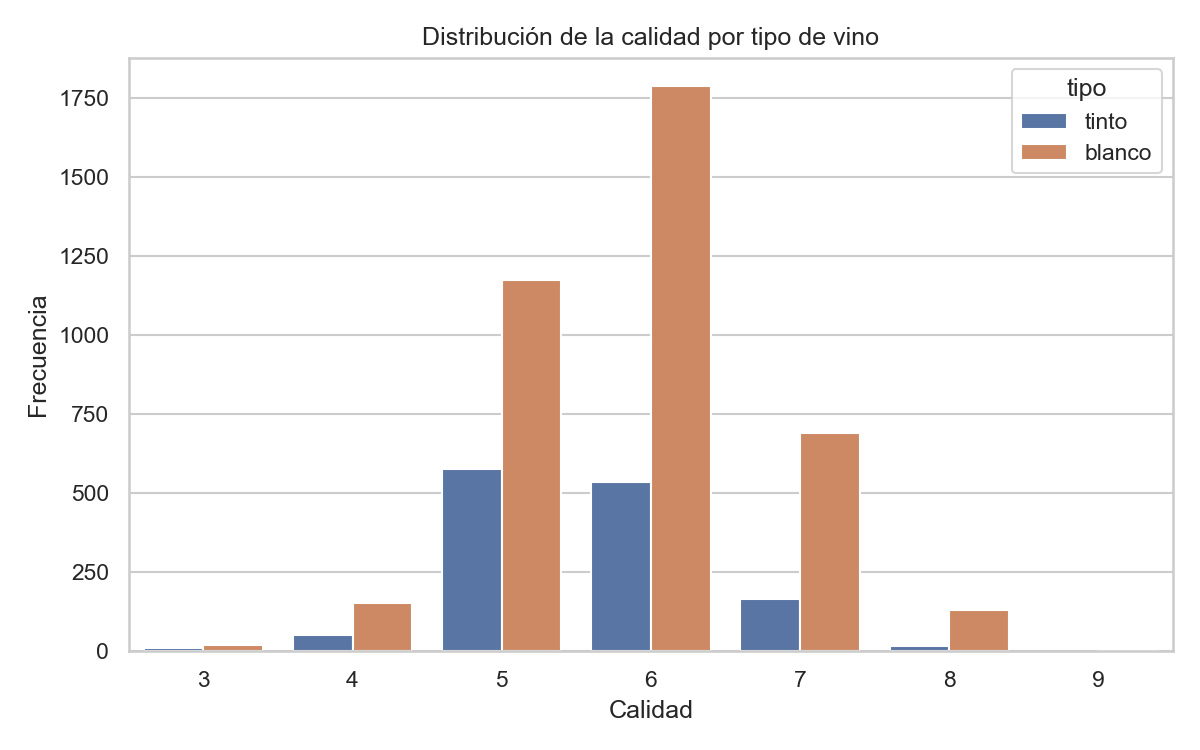 Distribución de la calidad por tipo de vino
tipo
tinto
blanco
1750
1500
1250
1000
750
500
250
0
Frecuencia
3 4 5 6 7 8 9
Calidad